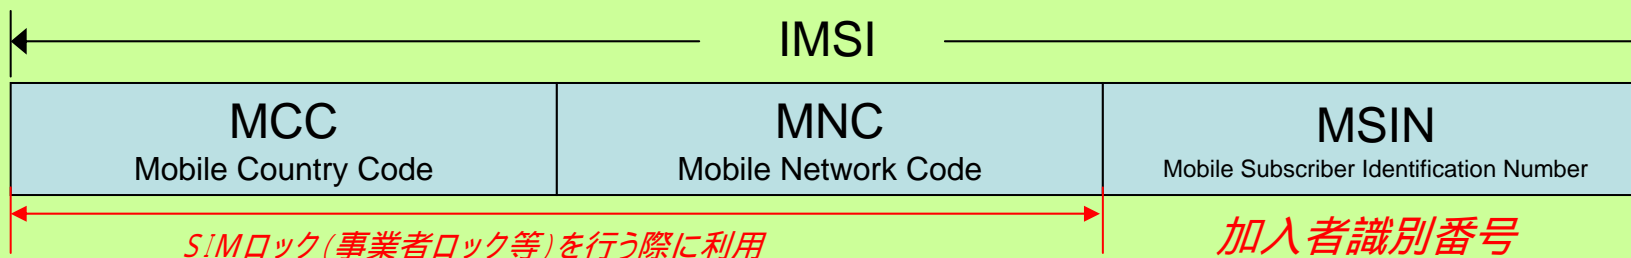 IMSI
MCC
Mobile Country Code
MNC
Mobile Network Code
MSIN
Mobile Subscriber Identification Number
SIMロック(事業者ロック等)を行う際に利用
加入者識別番号